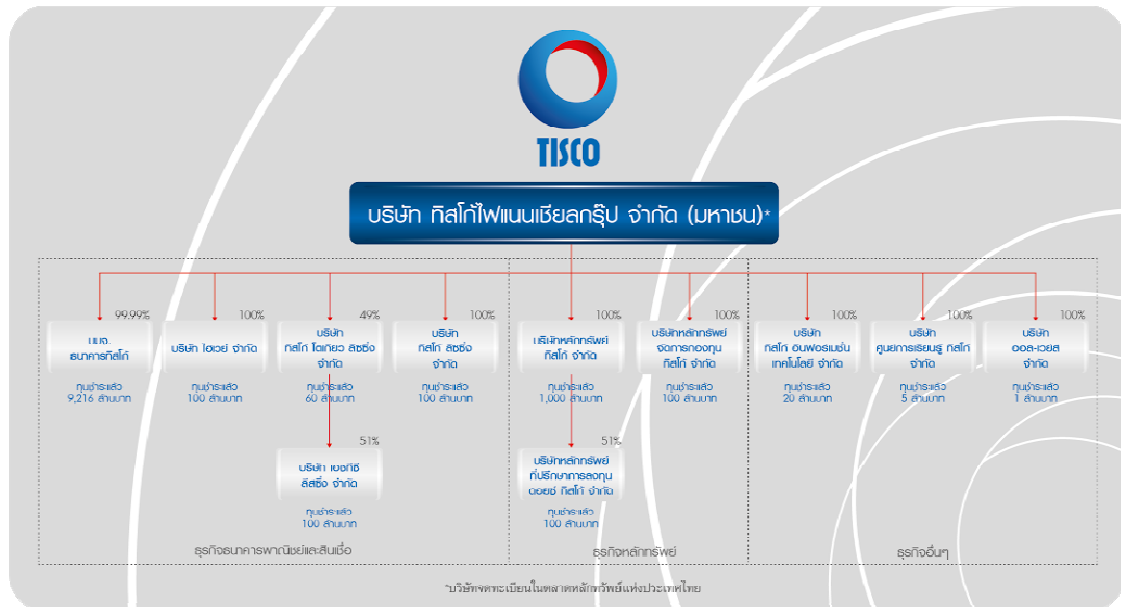 TISCO
บริษัท ทิสโก้ไฟแนนเชียลกรุ๊ป จำกัด (มหาชน)*
99.99%
บมจ.
ธนาคารทิสโก้
ทุนชำระแล้ว
9,216 ล้านบาท
100%
บริษัท ไฮเวย์ จำกัด
ทุนชำระแล้ว
100 ล้านบาท
49%
บริษัท
ทิสโก้ โตเกียว ลีสซิ่ง
จำกัด
ทุนชำระแล้ว
60 ล้านบาท
51%
บริษัท เอชทีซี
ลีสซิ่ง จำกัด
ทุนชำระแล้ว
100 ล้านบาท
100%
บริษัท
ทิสโก้ ลีสซิ่ง
จำกัด
ทุนชำระแล้ว
100 ล้านบาท
100%
บริษัทหลักทรัพย์
ทิสโก้ จำกัด
ทุนชำระแล้ว
1,000 ล้านบาท
51%
บริษัทหลักทรัพย์
ที่ปรึกษาการลงทุน
ดอยซ์ ทิสโก้ จำกัด
ทุนชำระแล้ว
100 ล้านบาท
100%
บริษัทหลักทรัพย์
จัดการกองทุน
ทิสโก้ จำกัด
ทุนชำระแล้ว
100 ล้านบาท
100%
บริษัท
ทิสโก้ อินฟอร์เมชั่น
เทคโนโลยี จำกัด
ทุนชำระแล้ว
20 ล้านบาท
100%
บริษัท
ศูนย์การเรียนรู้ ทิสโก้
จำกัด
ทุนชำระแล้ว
5 ล้านบาท
100%
บริษัท
ออล-เวยส์
จำกัด
ทุนชำระแล้ว
1 ล้านบาท
ธุรกิจธนาคารพาณิชย์และสินเชื่อ
ธุรกิจหลักทรัพย์
ธุรกิจอื่นๆ
*บริษัทจดทะเบียนในตลาดหลักทรัพย์แห่งประเทศไทย